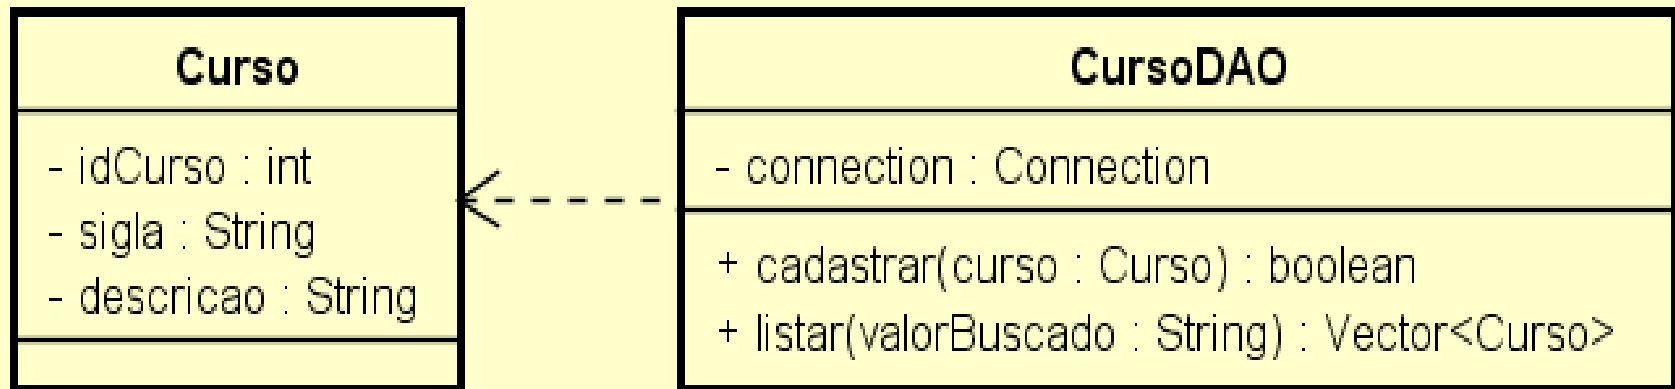 Curso
- idCurso : int
- sigla : String
- descricao : String
CursoDAO
- connection : Connection
+ cadastrar(curso : Curso) : boolean
+ listar(valorBuscado : String) : Vector<Curso>